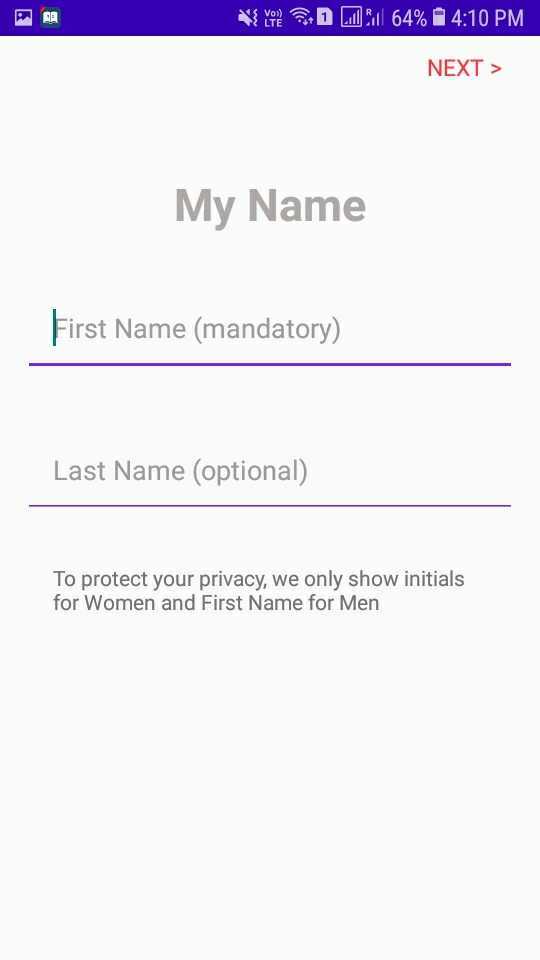 Vo)) LTE 1 R 64% 4:10 PM
NEXT >
My Name
First Name (mandatory)
Last Name (optional)
To protect your privacy, we only show initials
for Women and First Name for Men